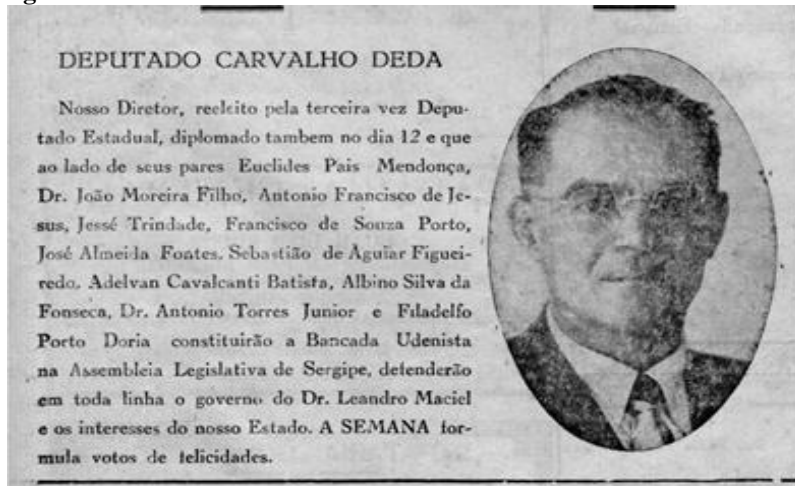 DEPUTADO CARVALHO DEDA
Nosso Diretor, reeleito pela terceira vez Depu-
tado Estadual, diplomado tambem no dia 12 e que
ao lado de seus pares Euclides Pais Mendonça,
Dr. João Moreira Filho, Antonio Francisco de Je-
sus, Jessé Trindade, Francisco de Souza Porto,
José Almeida Fontes, Sebastião de Aguiar Figuei-
redo, Adelvan Cavalcanti Batista, Albino Silva da
Fonseca, Dr. Antonio Torres Junior e Filadelfo
Porto Doria constituirão a Bancada Udenista
na Assembleia Legislativa de Sergipe, defenderão
em toda linha o governo do Dr. Leandro Maciel
e os interesses do nosso Estado. A SEMANA for-
mula votos de felicidades.